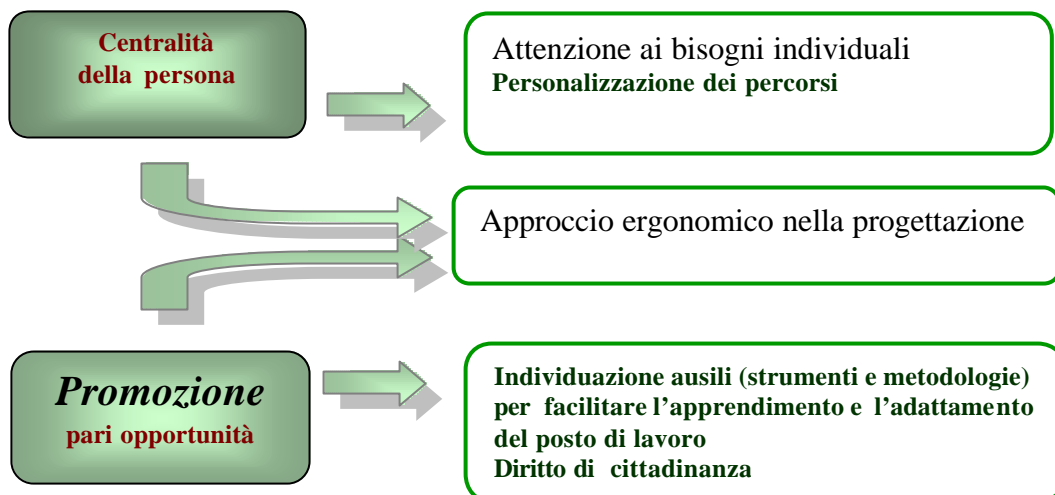 Centralità
della persona
Attenzione ai bisogni individuali
Personalizzazione dei percorsi
Approccio ergonomico nella progettazione
Promozione
pari opportunità
Individuazione ausili (strumenti e metodologie)
per facilitare l’apprendimento e l’adattamento
del posto di lavoro
Diritto di cittadinanza